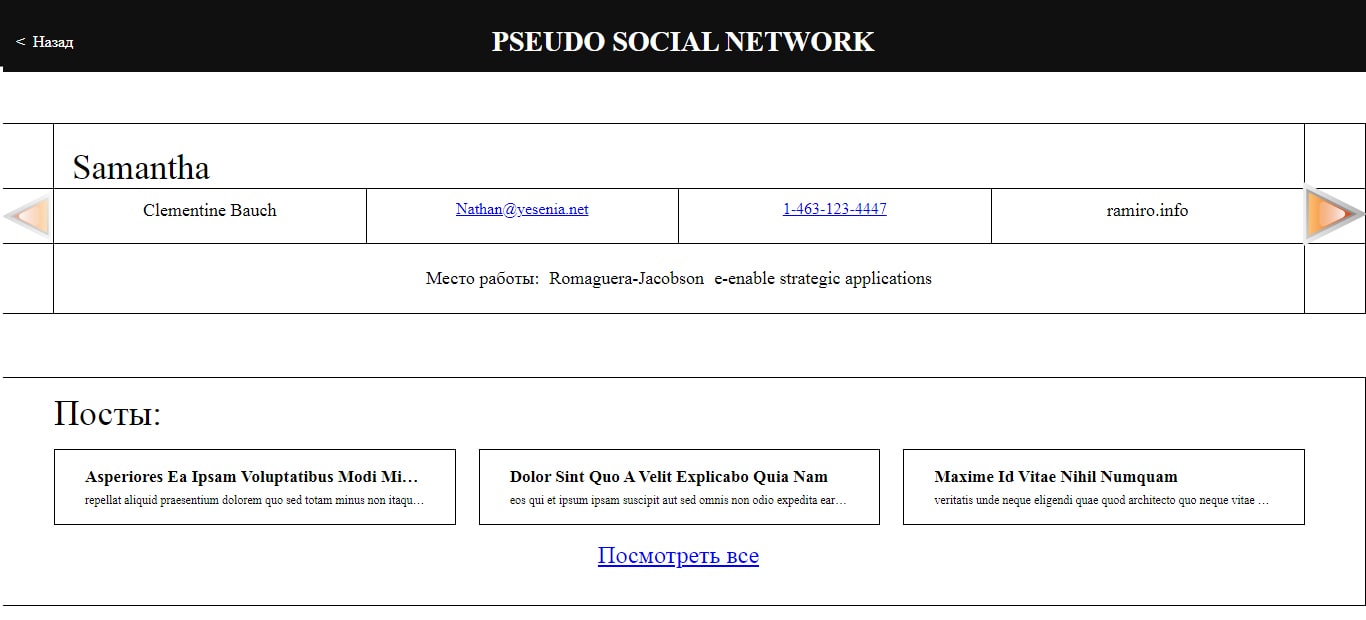 < Назад
PSEUDO SOCIAL NETWORK
Samantha
Clementine Bauch
Nathan@yesenia.net
1-463-123-4447
ramiro.info
Место работы: Romaguera-Jacobson e-enable strategic applications
Посты:
Asperiores Ea Ipsam Voluptatibus Modi Mi…
repellat aliquid praesentium dolorem quo sed totam minus non itaqu…
Dolor Sint Quo A Velit Explicabo Quia Nam
eos qui et ipsum ipsam suscipit aut sed omnis non odio expedita ear…
Maxime Id Vitae Nihil Numquam
veritatis unde neque eligendi quae quod architecto quo neque vitae …
Посмотреть все